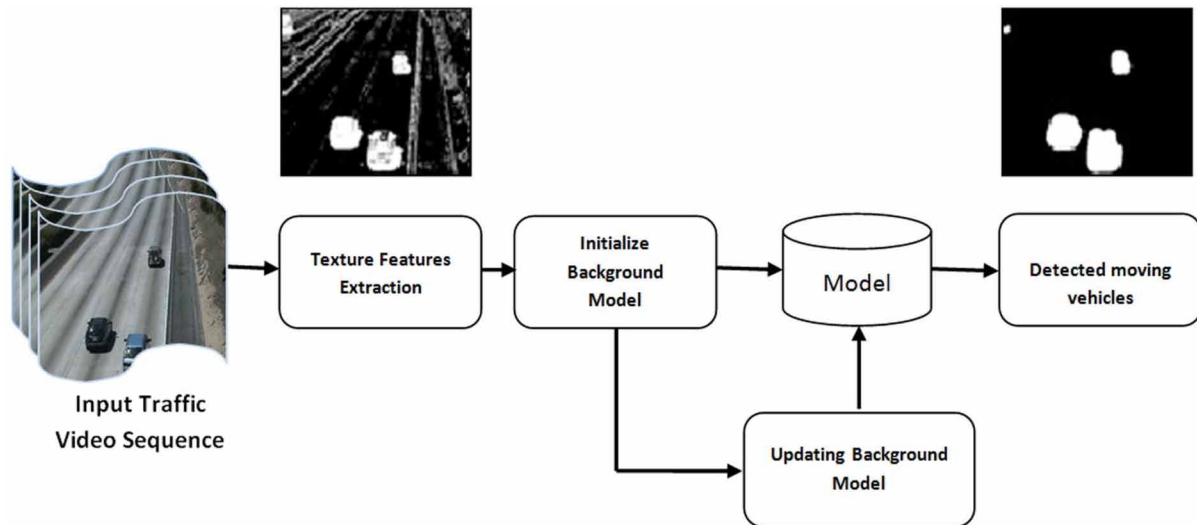 Texture Features
Extraction
Initialize
Background
Model
Model
Detected moving
vehicles
Input Traffic
Video Sequence
Updating Background
Model